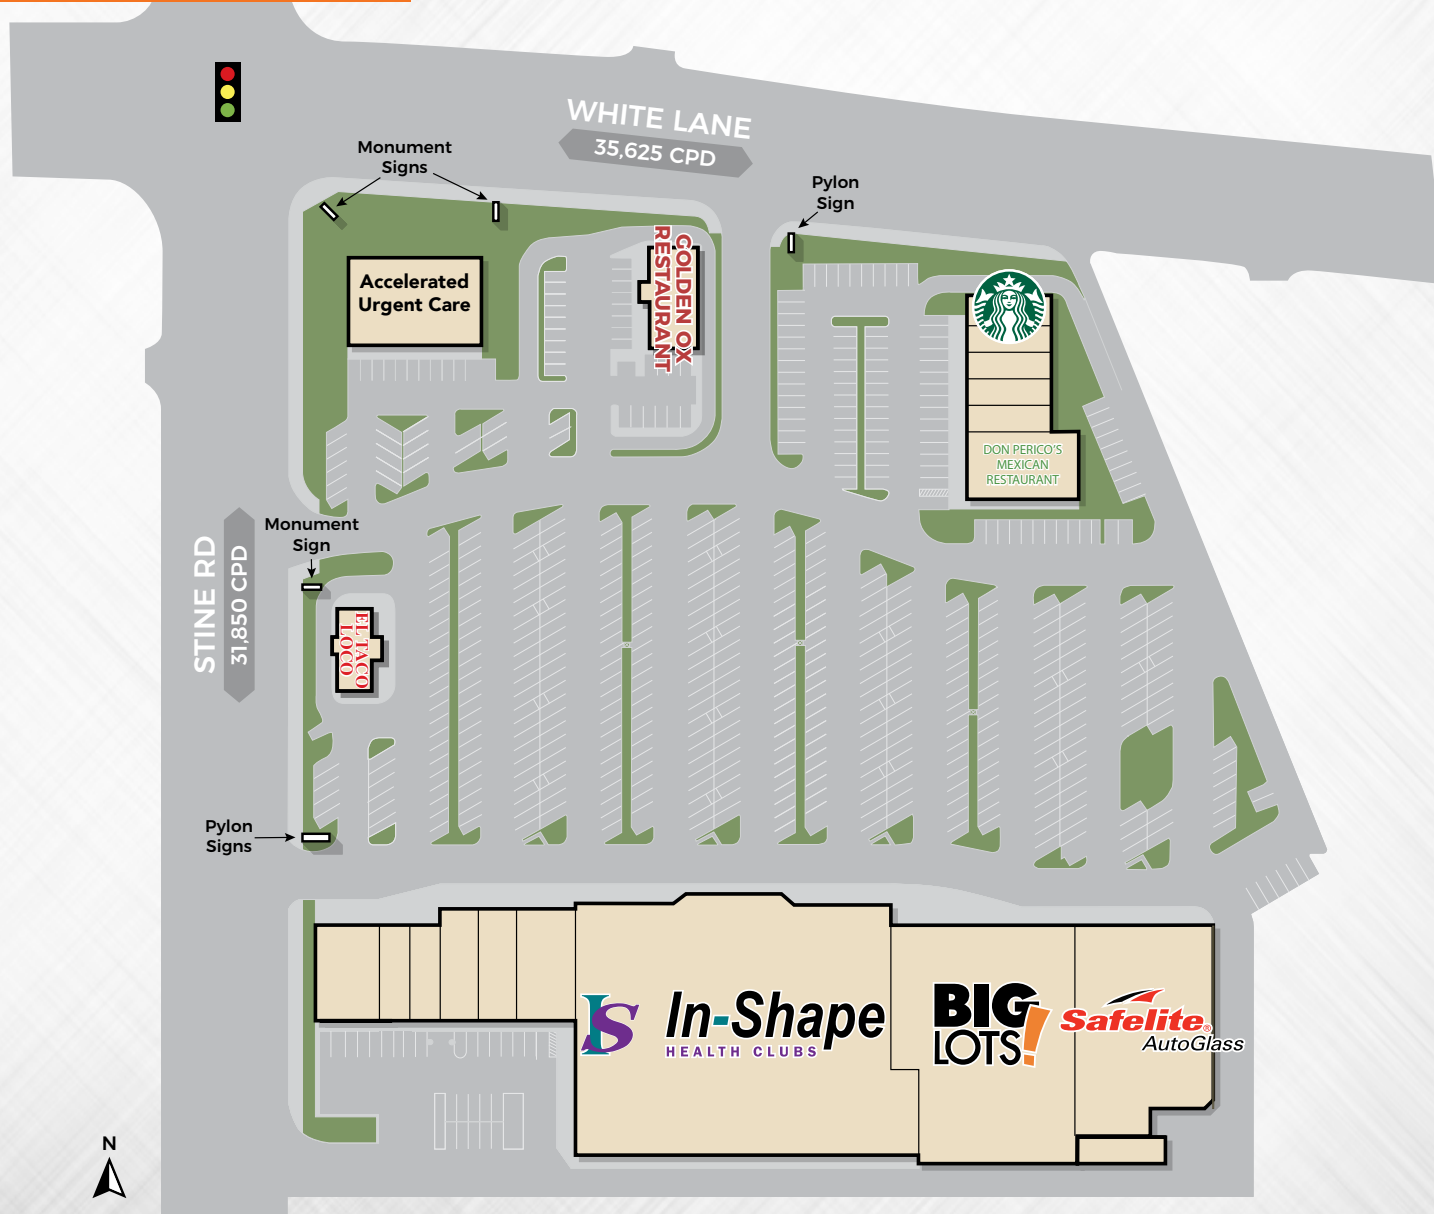 WHITE LANE
35,625 CPD
Monument
Signs
Pylon
Sign
Accelerated
Urgent Care
GOLDEN OX
RESTAURANT
DON PERICO'S
MEXICAN
RESTAURANT
Monument
Sign
STINE RD
31,850 CPD
EL TACO
LOCO
Pylon
Signs
IS In-Shape
HEALTH CLUBS
BIG
LOTS!
Safelite®
AutoGlass
N